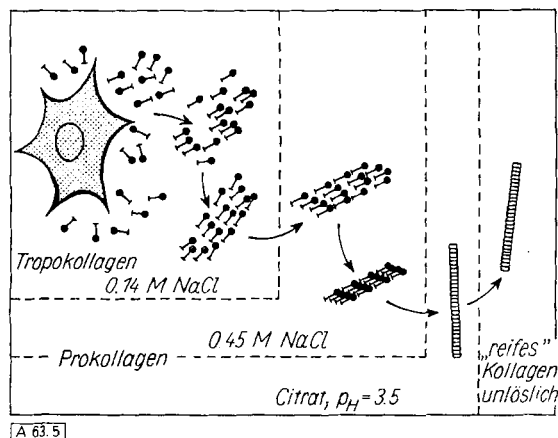 Tropokollagen
0.14 M NaCl
0.45 M NaCl
Prokollagen
Citrat, pH = 3.5
„reifes”
Kollagen
unlöslich
A 63.5